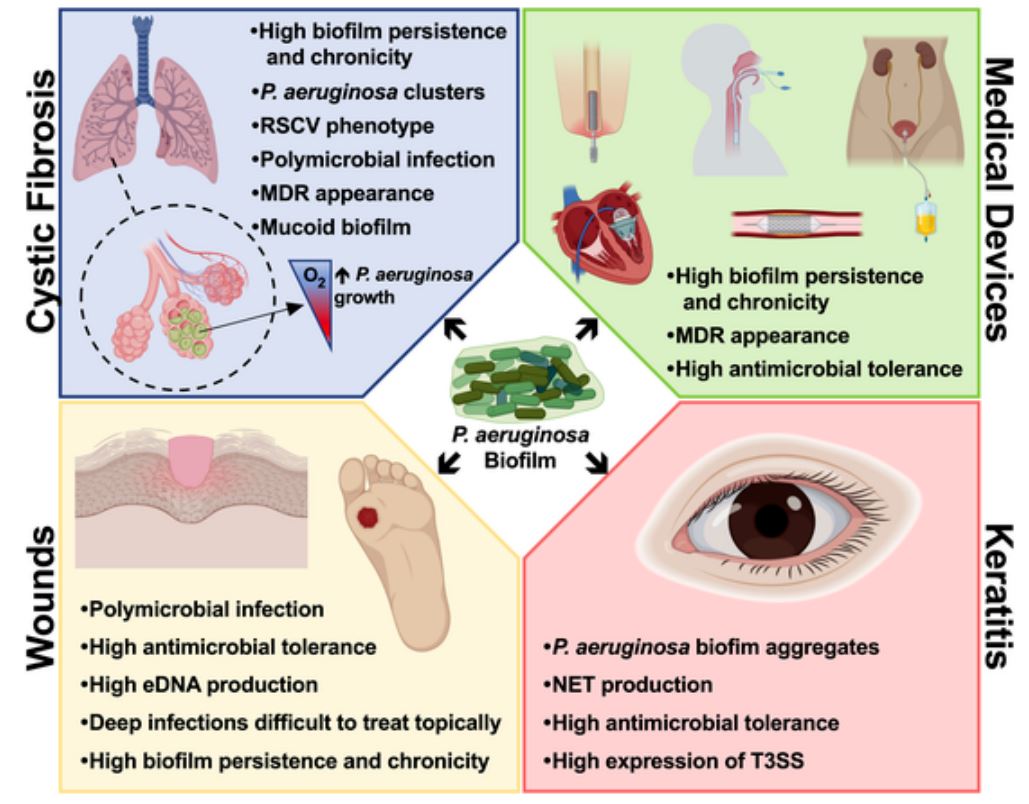 Cystic Fibrosis
•High biofilm persistence
and chronicity
•P. aeruginosa clusters
•RSCV phenotype
•Polymicrobial infection
•MDR appearance
•Mucoid biofilm
O2
↑ P. aeruginosa
growth
Medical Devices
•High biofilm persistence
and chronicity
•MDR appearance
•High antimicrobial tolerance
P. aeruginosa
Biofilm
Wounds
•Polymicrobial infection
•High antimicrobial tolerance
•High eDNA production
•Deep infections difficult to treat topically
•High biofilm persistence and chronicity
Keratitis
•P. aeruginosa biofim aggregates
•NET production
•High antimicrobial tolerance
•High expression of T3SS